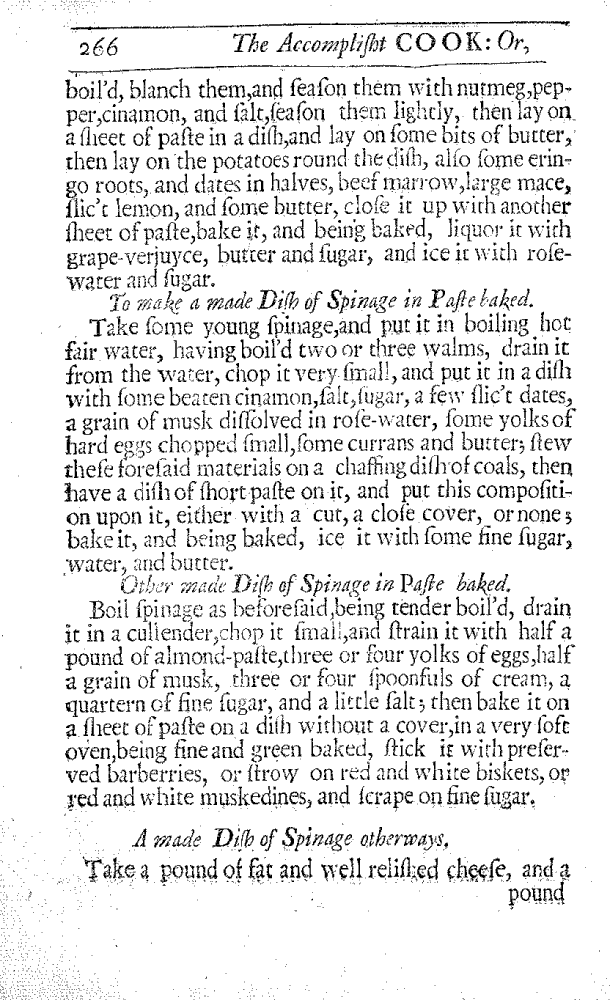 266 The Accompliſht COOK: Or,
boil'd, blanch them,and ſeaſon them with nutmeg,pep-
per,cinamon, and ſalt,ſeaſon them lightly, then lay on
a ſheet of paſte in a diſh,and lay on ſome bits of butter,
then lay on the potatoes round the diſh, alſo ſome erin-
go roots, and dates in halves, beef marrow,large mace,
ſlic't lemon, and ſome butter, cloſe it up with another
ſheet of paſte,bake it, and being baked, liquor it with
grape-verjuyce, butter and ſugar, and ice it with roſe-
water and ſugar.
To make a made Diſh of Spinage in Paſte baked.
Take ſome young ſpinage,and put it in boiling hot
fair water, having boil'd two or three walms, drain it
from the water, chop it very ſmall, and put it in a diſh
with ſome beaten cinamon,ſalt,ſugar, a few ſlic't dates,
a grain of musk diſſolved in roſe-water, ſome yolks of
hard eggs chopped ſmall,ſome currans and butter; ſtew
theſe foreſaid materials on a chaffing diſh of coals, then
have a diſh of ſhort paſte on it, and put this compoſiti-
on upon it, either with a cut, a cloſe cover, or none;
bake it, and being baked, ice it with ſome fine ſugar,
water, and butter.
Other made Diſh of Spinage in Paſte baked.
Boil ſpinage as beforeſaid,being tender boil'd, drain
it in a cullender,chop it ſmall,and ſtrain it with half a
pound of almond-paſte,three or four yolks of eggs,half
a grain of musk, three or four ſpoonfuls of cream, a
quartern of fine ſugar, and a little ſalt; then bake it on
a ſheet of paſte on a diſh without a cover,in a very ſoft
oven,being fine and green baked, ſtick it with preſer-
ved barberries, or ſtrow on red and white biskets, or
red and white muskedines, and ſcrape on fine ſugar.
A made Diſh of Spinage otherways.
Take a pound of fat and well reliſhed cheeſe, and a
pound